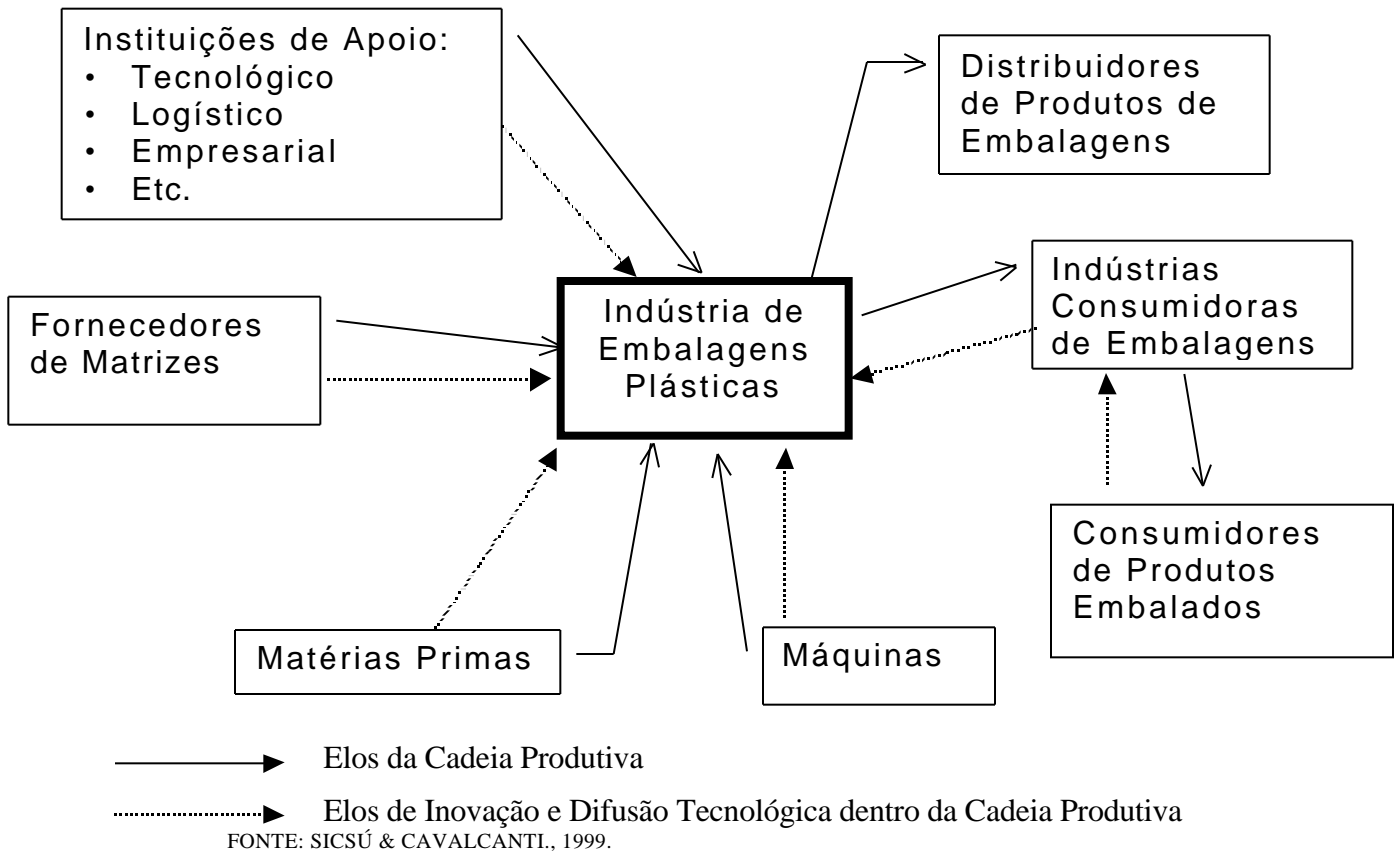 Instituições de Apoio:
• Tecnológico
• Logístico
• Empresarial
• Etc.
Distribuidores
de Produtos de
Embalagens
Fornecedores
de Matrizes
Indústria de
Embalagens
Plásticas
Indústrias
Consumidoras
de Embalagens
Consumidores
de Produtos
Embalados
Matérias Primas
Máquinas
Elos da Cadeia Produtiva
Elos de Inovação e Difusão Tecnológica dentro da Cadeia Produtiva
FONTE: SICSÚ & CAVALCANTI., 1999.